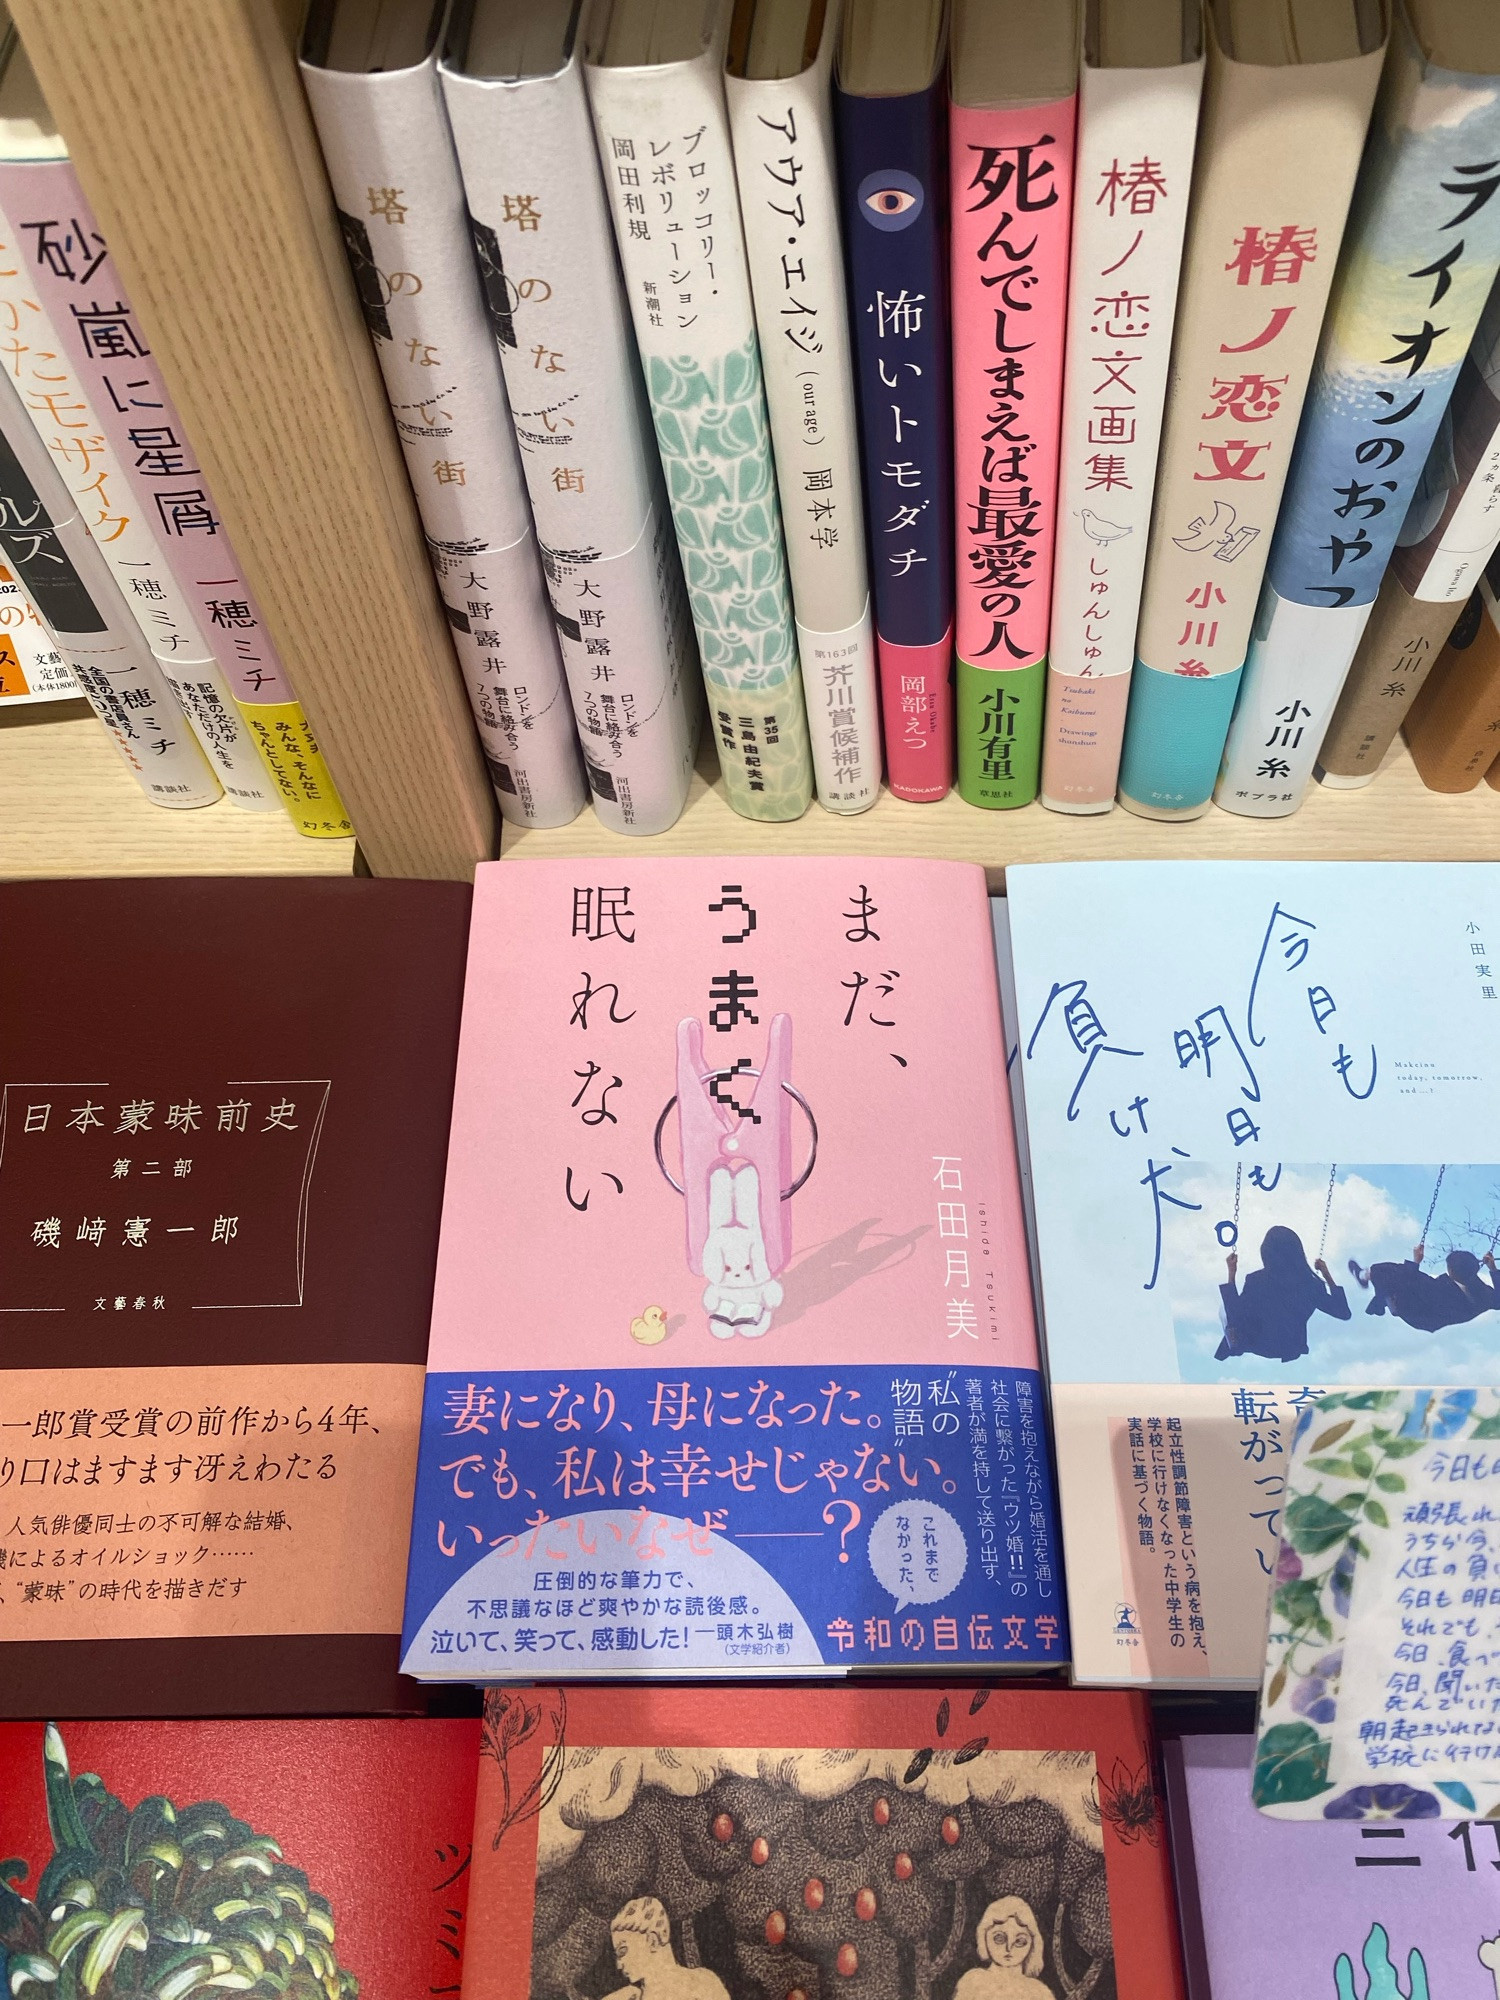 砂嵐に星屑
一穂ミチ
みんな、そんなに
ちゃんとしてない。
幻冬舎
かたモザイク
一穂ミチ
記憶の欠片が
あなただけの人生を
講談社
ルズ
一穂ミチ
全国の書店員さん
講談社
塔のない街
大野露井
ロンドンを
舞台に絡み合う
7つの物語
河出書房新社
塔のない街
大野露井
ロンドンを
舞台に絡み合う
7つの物語
河出書房新社
ブロッコリー・
レボリューション
岡田利規
新潮社
第35回
三島由紀夫賞
受賞作
アウア・エイジ
(our age)
岡本学
第163回
芥川賞候補作
講談社
怖いトモダチ
岡部えつ
KADOKAWA
死んでしまえば最愛の人
小川有里
草思社
椿ノ恋文画集
しゅんしゅん
Tsubaki
no
Koibumi
Drawings
shunshun
幻冬舎
椿ノ恋文
小川糸
幻冬舎
ライオンのおやつ
小川糸
ポプラ社
小川糸
講談社
日本蒙昧前史
第二部
磯﨑憲一郎
文藝春秋
一郎賞受賞の前作から4年、
り口はますます冴えわたる
人気俳優同士の不可解な結婚、
機によるオイルショック……
、“蒙昧”の時代を描きだす
まだ、
うまく
眠れない
石田月美
Ishida Tsukimi
妻になり、母になった。
でも、私は幸せじゃない。
いったいなぜ――?
障害を抱えながら婚活を通し
社会に繋がった『ウツ婚!!』の
著者が満を持して送り出す、
“私の
物語”
これまで
なかった、
令和の自伝文学
圧倒的な筆力で、
不思議なほど爽やかな読後感。
泣いて、笑って、感動した!―頭木弘樹
(文学紹介者)
今日も
明日も
負け犬。
小田実里
Makeinu
today, tomorrow,
and ...?
転がってい
起立性調節障害という病を抱え、
学校に行けなくなった中学生の
実話に基づく物語。
幻冬舎
頑張れ
うちら今、
人生の負
今日も明日
それでも、
今日、食べ
今日、聞いた
死んでいた
朝起きられな
学校に行け
ツミ
三行